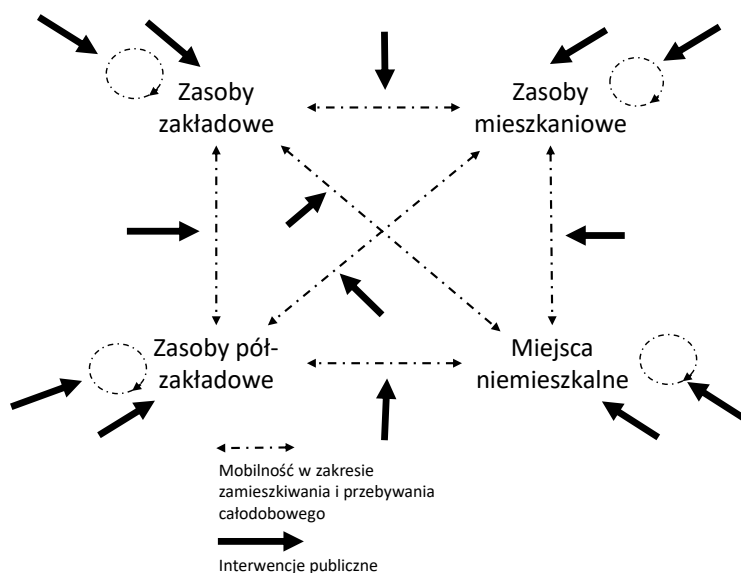 Zasoby
zakładowe
Zasoby
mieszkaniowe
Zasoby pół-
zakładowe
Miejsca
niemieszkalne
Mobilność w zakresie
zamieszkiwania i przebywania
całodobowego
Interwencje publiczne